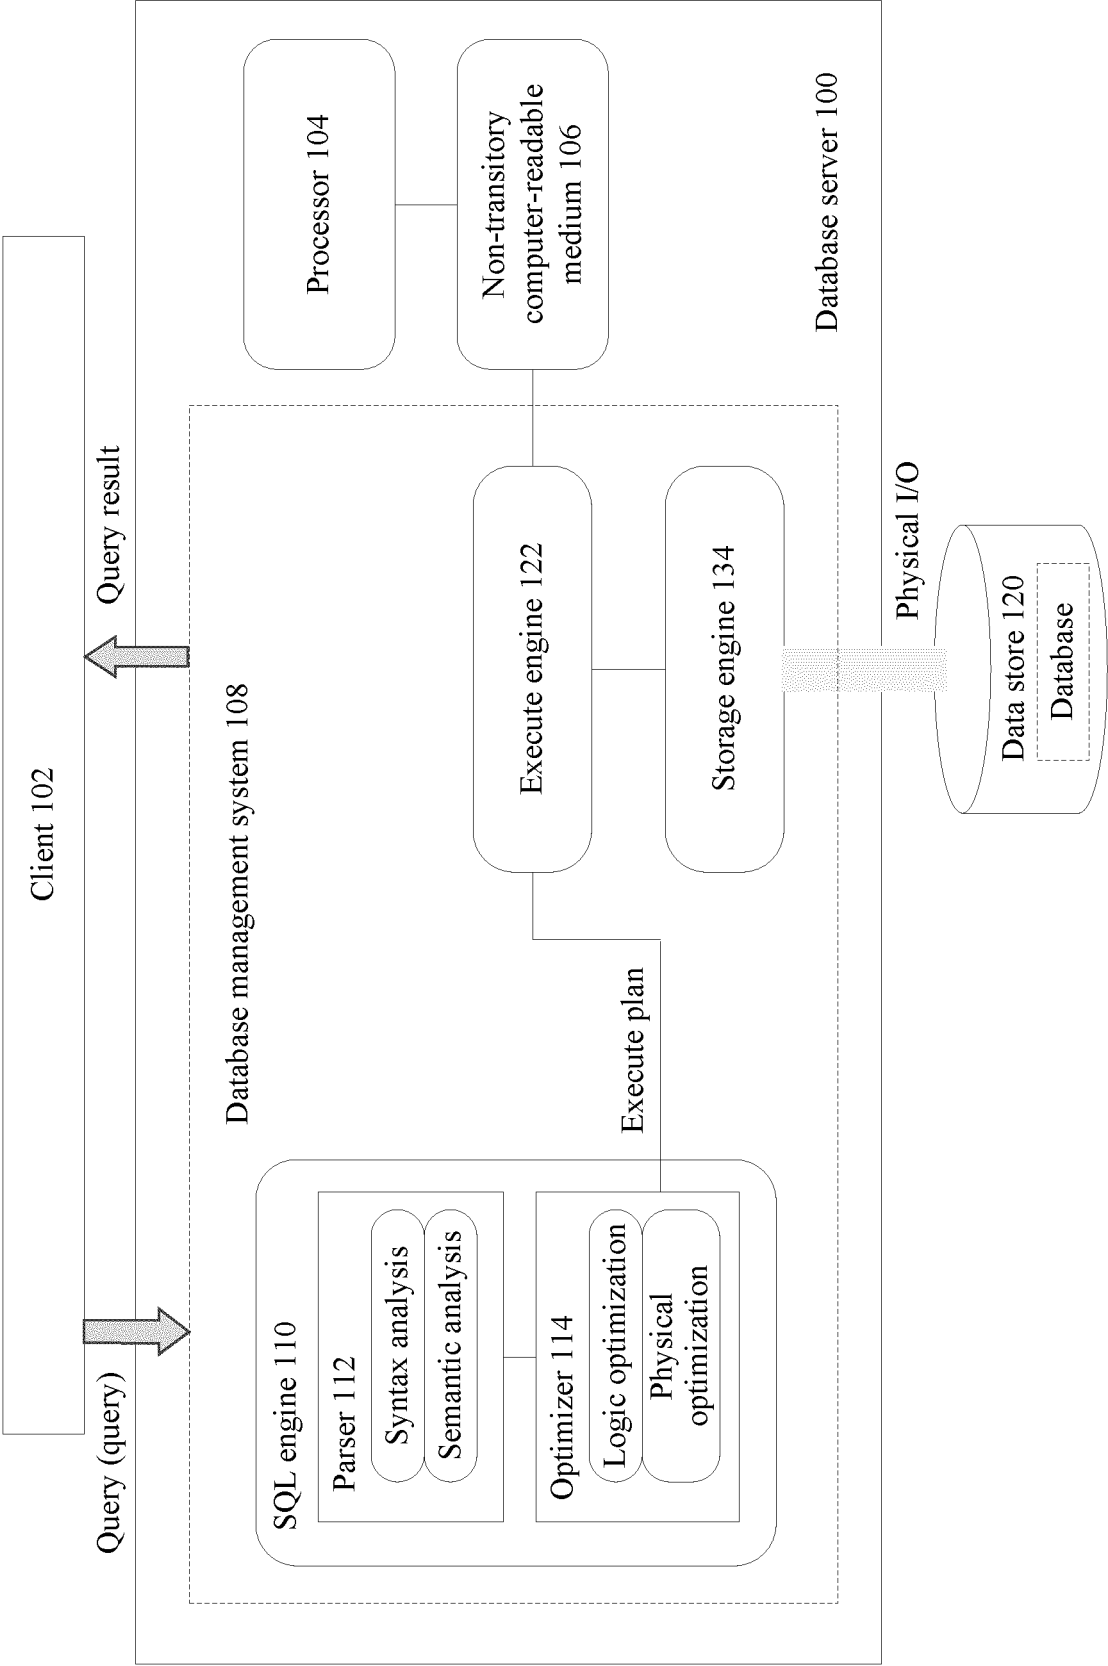 Client 102
Query (query)
Query result
Database management system 108
SQL engine 110
Parser 112
Syntax analysis
Semantic analysis
Optimizer 114
Logic optimization
Physical
optimization
Execute plan
Execute engine 122
Storage engine 134
Processor 104
Non-transitory
computer-readable
medium 106
Database server 100
Physical I/O
Data store 120
Database